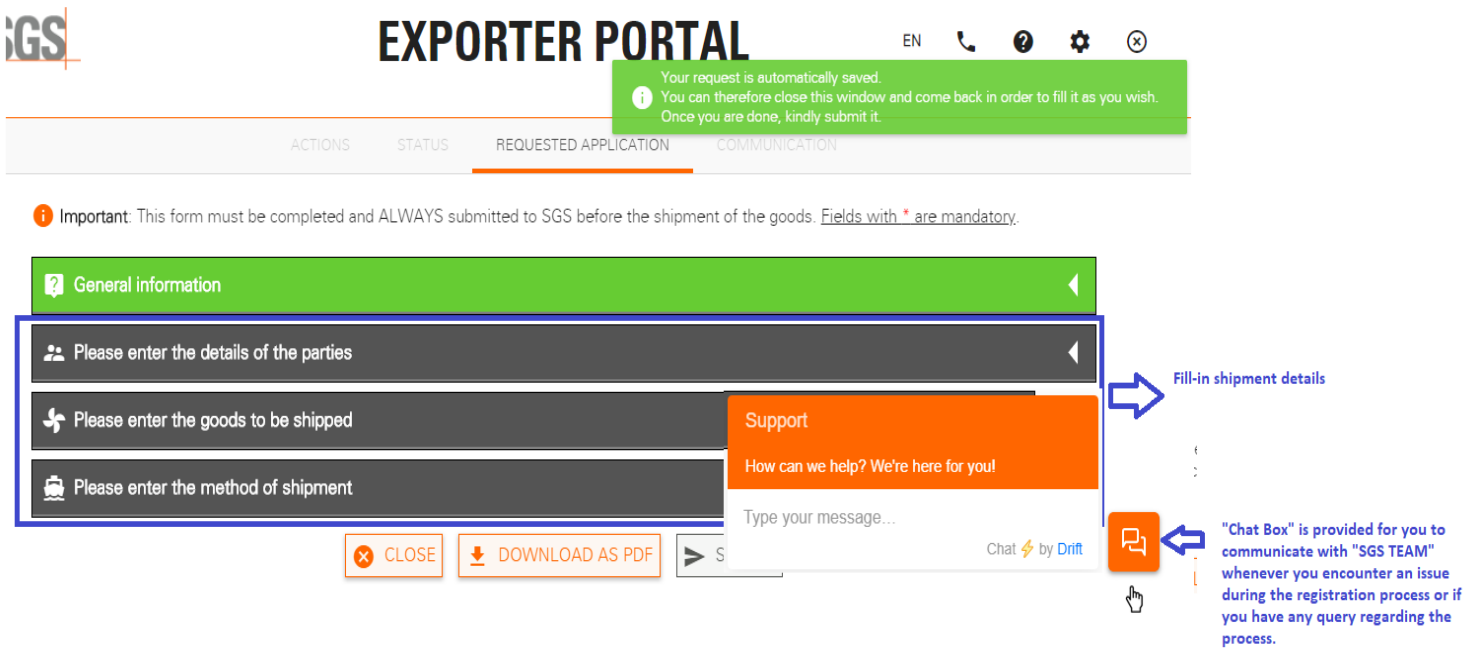 SGS
EXPORTER PORTAL
EN
Your request is automatically saved.
You can therefore close this window and come back in order to fill it as you wish.
Once you are done, kindly submit it.
ACTIONS
STATUS
REQUESTED APPLICATION
COMMUNICATION
Important: This form must be completed and ALWAYS submitted to SGS before the shipment of the goods. Fields with * are mandatory.
General information
Please enter the details of the parties
Fill-in shipment details
Please enter the goods to be shipped
Support
How can we help? We're here for you!
Please enter the method of shipment
Type your message...
Chat ⚡ by Drift
CLOSE
DOWNLOAD AS PDF
S
"Chat Box" is provided for you to
communicate with "SGS TEAM"
whenever you encounter an issue
during the registration process or if
you have any query regarding the
process.